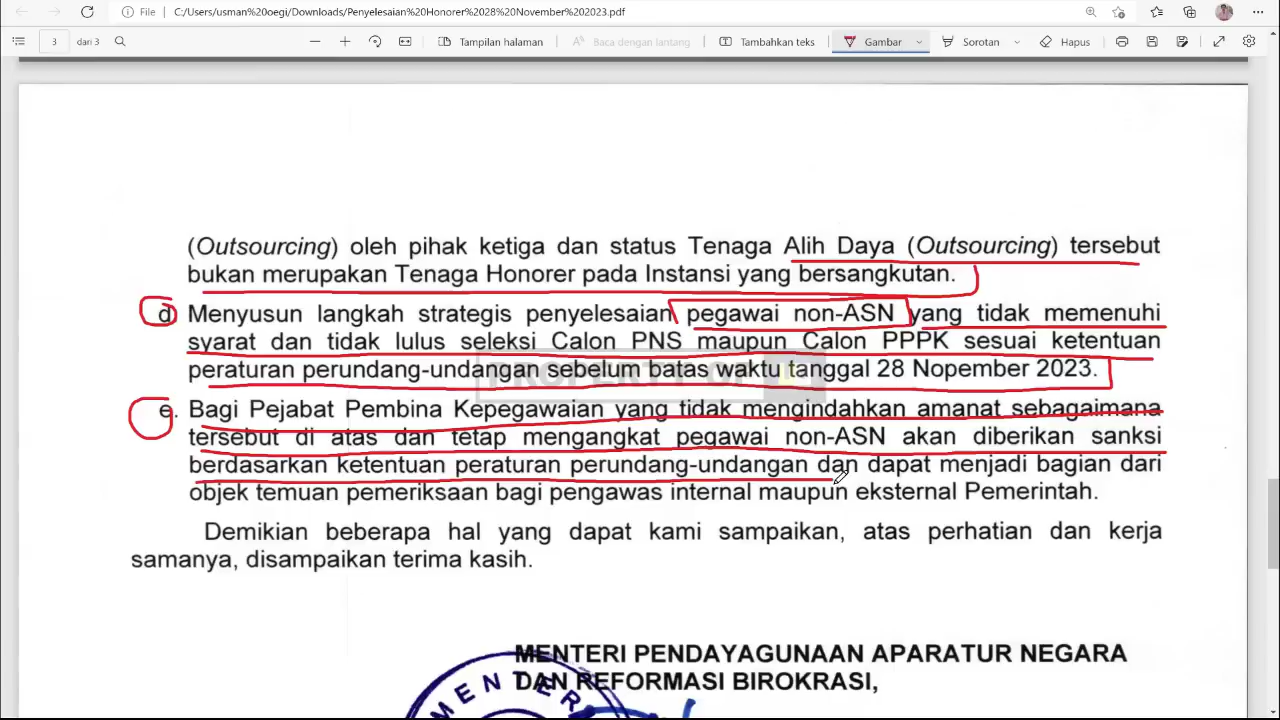 File
C:/Users/usman%20oegi/Downloads/Penyelesaian%20Honorer%2028%20November%202023.pdf
3 dari 3
Tampilan halaman
Baca dengan lantang
Tambahkan teks
Gambar
Sorotan
Hapus
(Outsourcing) oleh pihak ketiga dan status Tenaga Alih Daya (Outsourcing) tersebut
bukan merupakan Tenaga Honorer pada Instansi yang bersangkutan.
d Menyusun langkah strategis penyelesaian pegawai non-ASN yang tidak memenuhi
syarat dan tidak lulus seleksi Calon PNS maupun Calon PPPK sesuai ketentuan
peraturan perundang-undangan sebelum batas waktu tanggal 28 Nopember 2023.
PROPERTY OF
e. Bagi Pejabat Pembina Kepegawaian yang tidak mengindahkan amanat sebagaimana
tersebut di atas dan tetap mengangkat pegawai non-ASN akan diberikan sanksi
berdasarkan ketentuan peraturan perundang-undangan dan dapat menjadi bagian dari
objek temuan pemeriksaan bagi pengawas internal maupun eksternal Pemerintah.
Demikian beberapa hal yang dapat kami sampaikan, atas perhatian dan kerja
samanya, disampaikan terima kasih.
MENTERI PENDAYAGUNAAN APARATUR NEGARA
DAN REFORMASI BIROKRASI,
MENTER